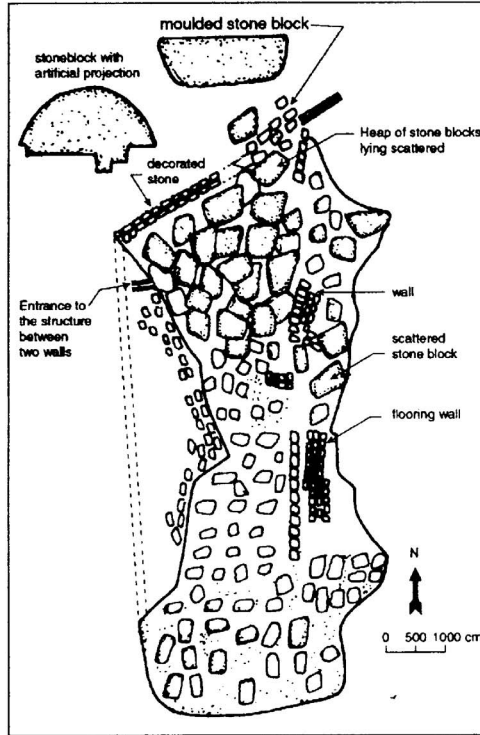 moulded stone block
stoneblock with
artificial projection
Heap of stone blocks
lying scattered
decorated
stone
Entrance to
the structure
between
two walls
wall
scattered
stone block
flooring wall
N
0 500 1000 cm